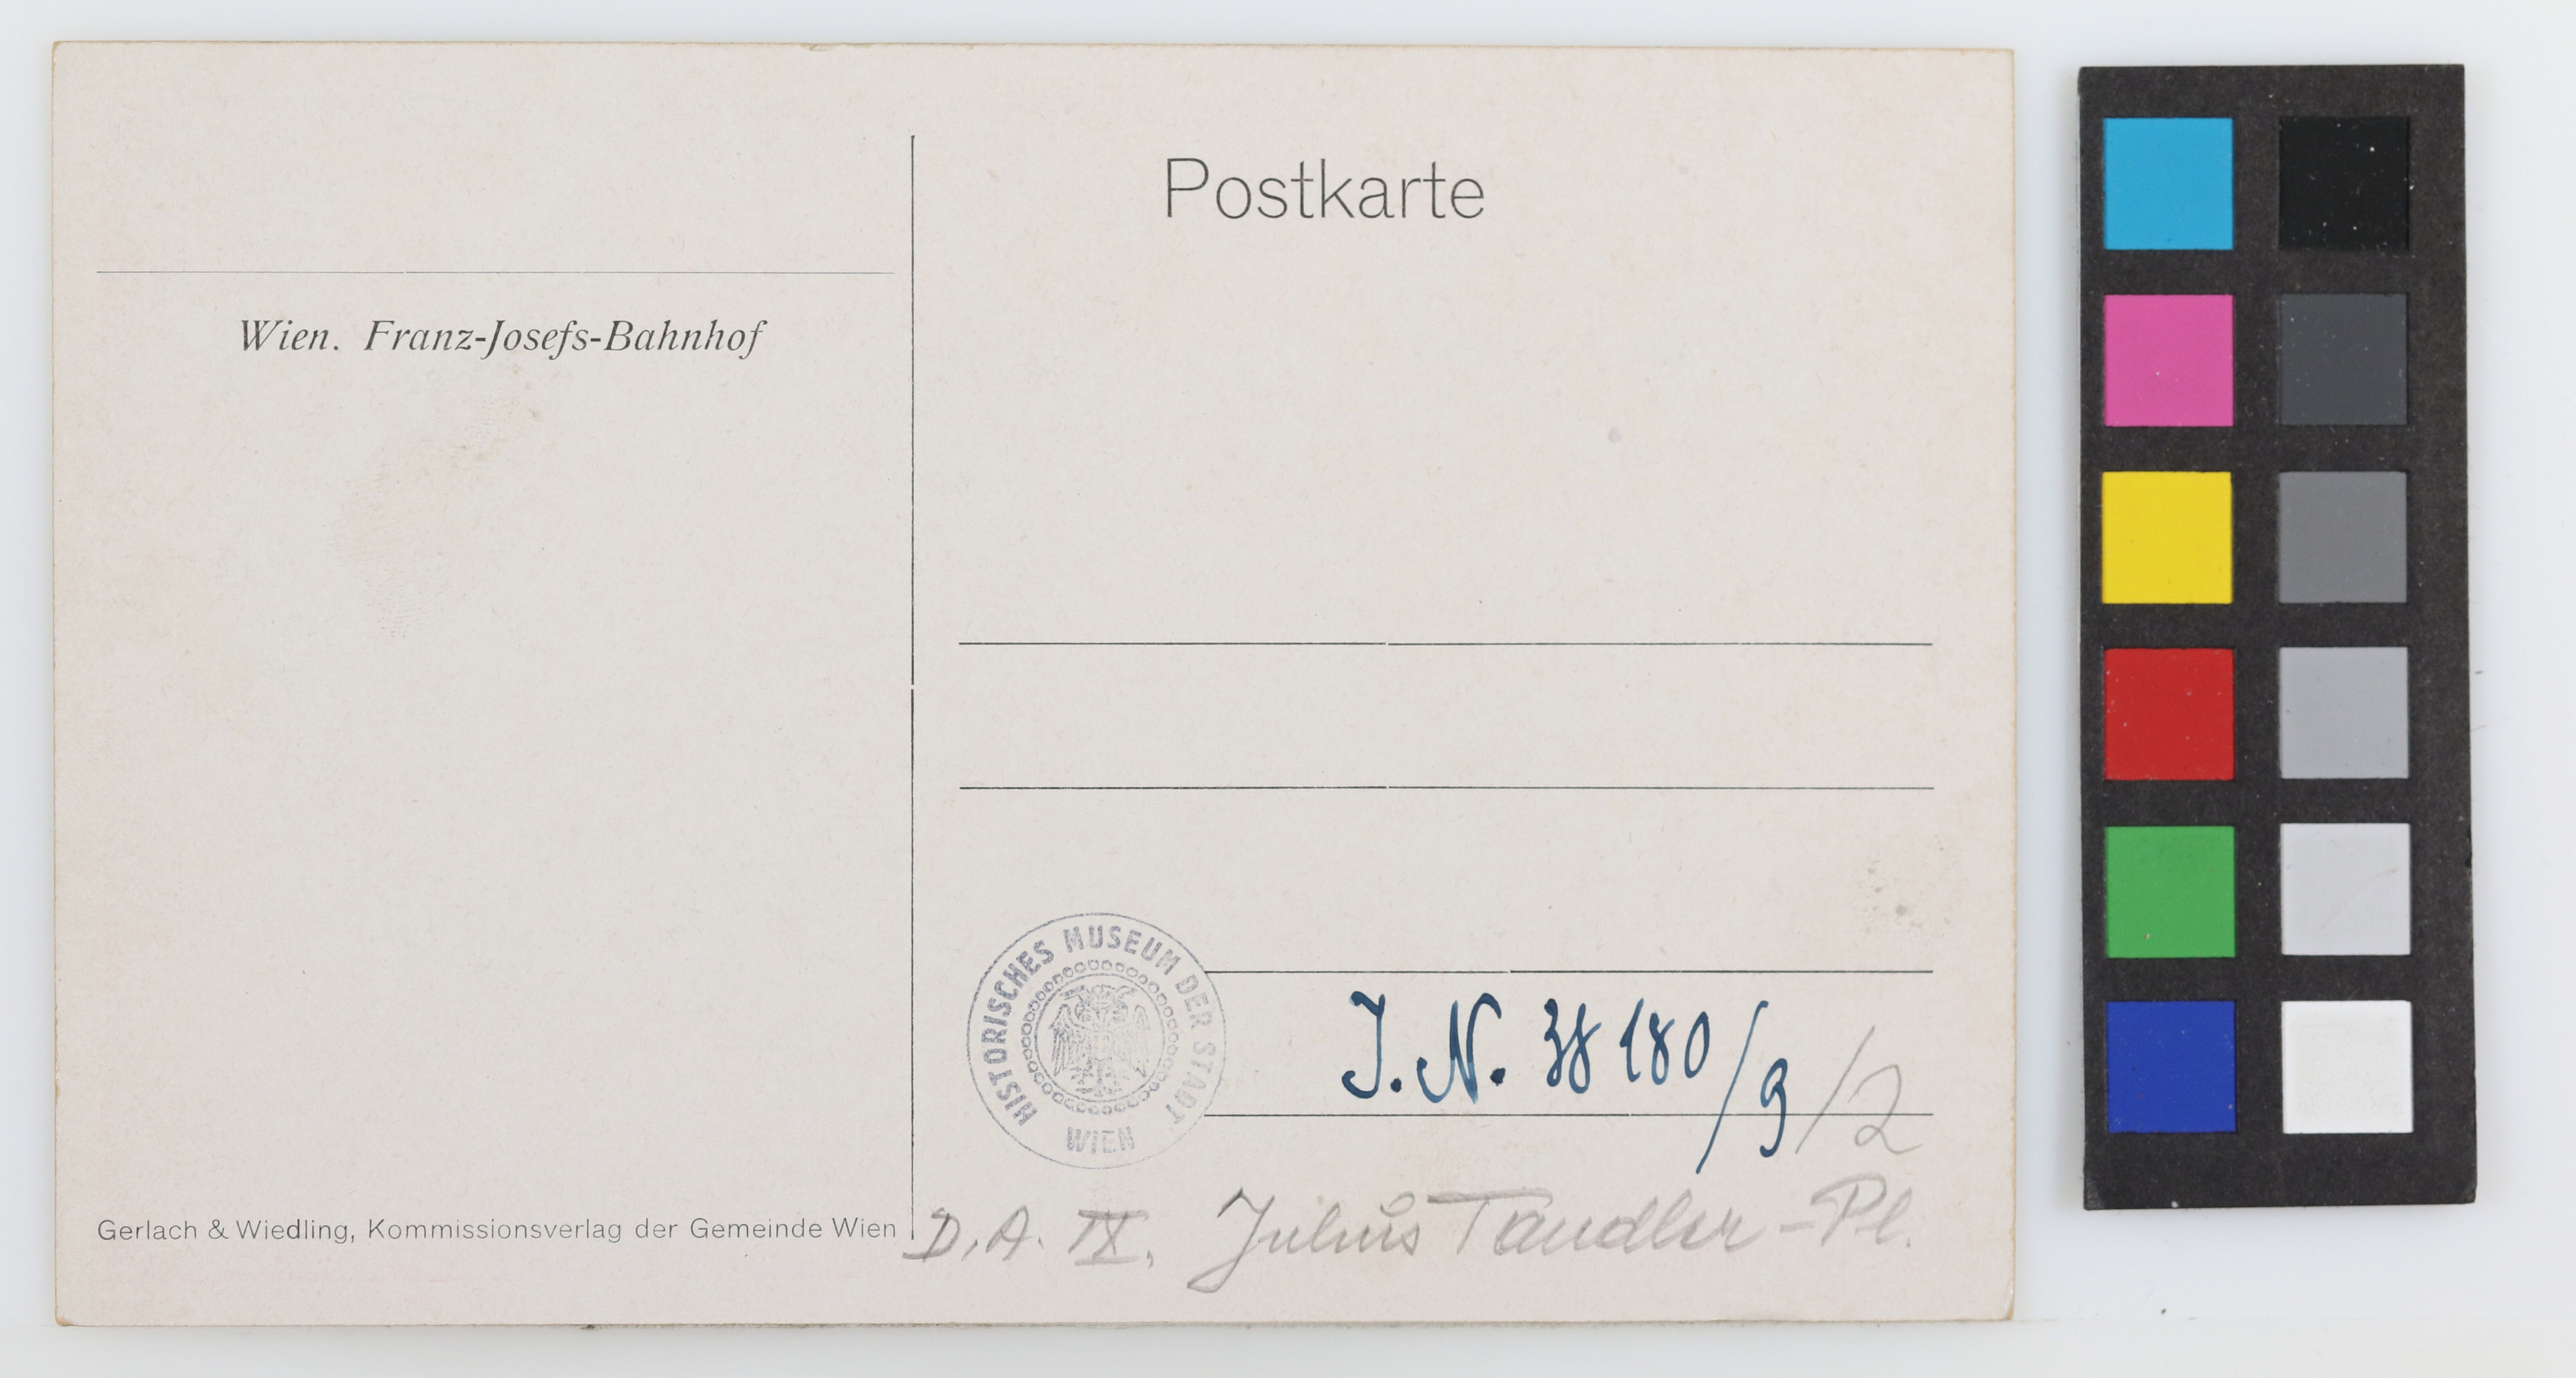 Postkarte
Wien. Franz-Josefs-Bahnhof
HISTORISCHES MUSEUM DER STADT WIEN
J.N. 38180/9/2
Gerlach & Wiedling, Kommissionsverlag der Gemeinde Wien
D.A. IX. Julius Tandler-Pl.